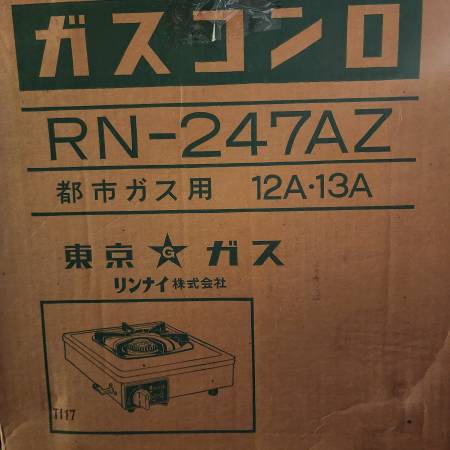 ガスコンロ
RN-247AZ
都市ガス用 12A・13A
東京 G ガス
リンナイ株式会社
T117